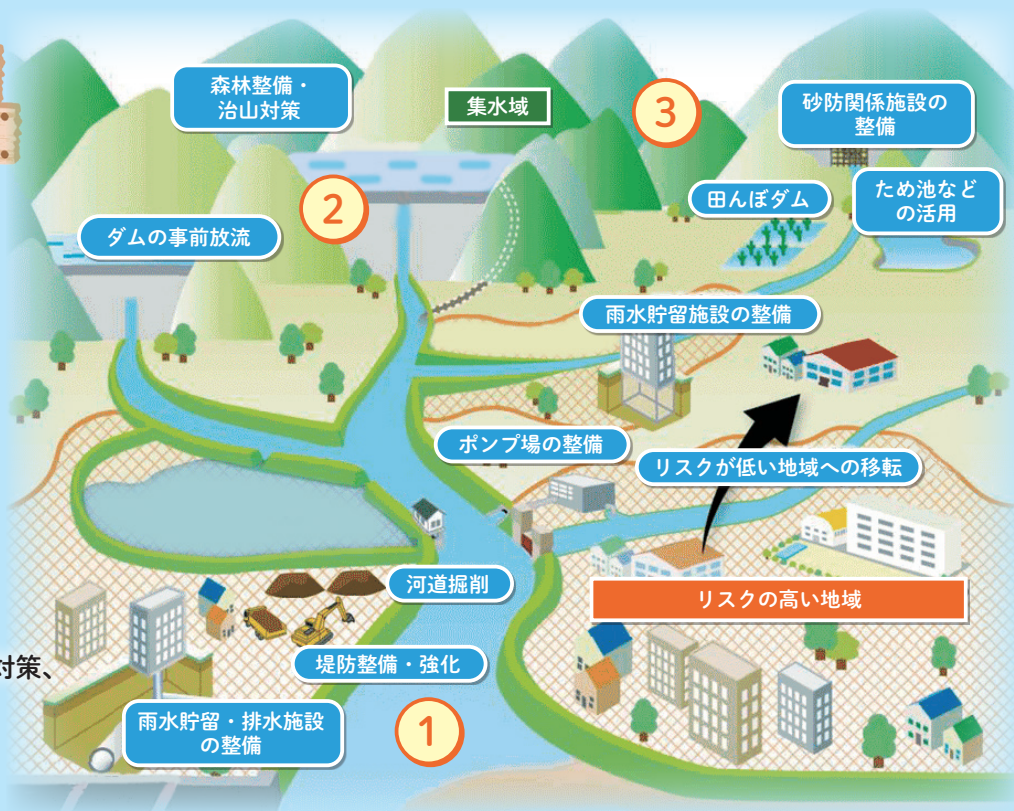 森林整備・
治山対策
集水域
3
砂防関係施設の
整備
2
田んぼダム
ため池など
の活用
ダムの事前放流
雨水貯留施設の整備
ポンプ場の整備
リスクが低い地域への移転
河道掘削
リスクの高い地域
対策、
堤防整備・強化
雨水貯留・排水施設
の整備
1